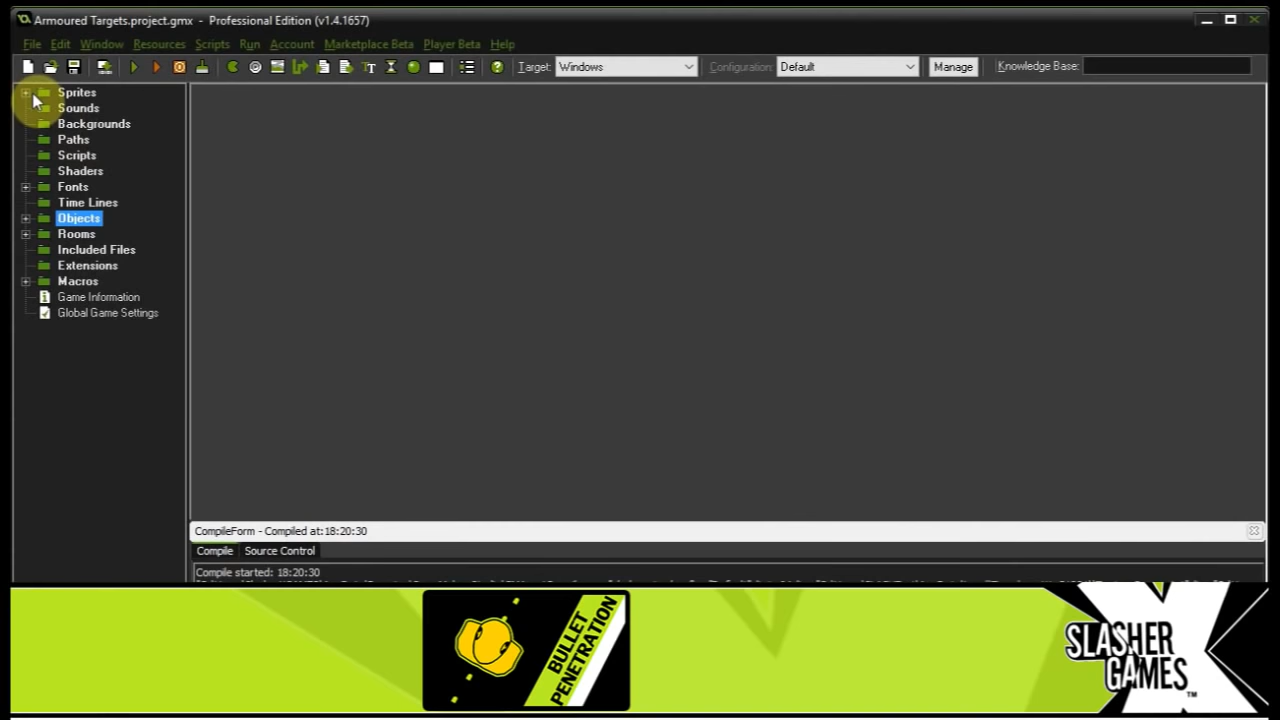 Armoured Targets.project.gmx - Professional Edition (v1.4.1657)
File Edit Window Resources Scripts Run Account Marketplace Beta Player Beta Help
Target: Windows Configuration: Default Manage Knowledge Base:
Sprites
Sounds
Backgrounds
Paths
Scripts
Shaders
Fonts
Time Lines
Objects
Rooms
Included Files
Extensions
Macros
Game Information
Global Game Settings
CompileForm - Compiled at:18:20:30
Compile Source Control
Compile started: 18:20:30
BULLET
PENETRATION
SLASHER
GAMES™
X